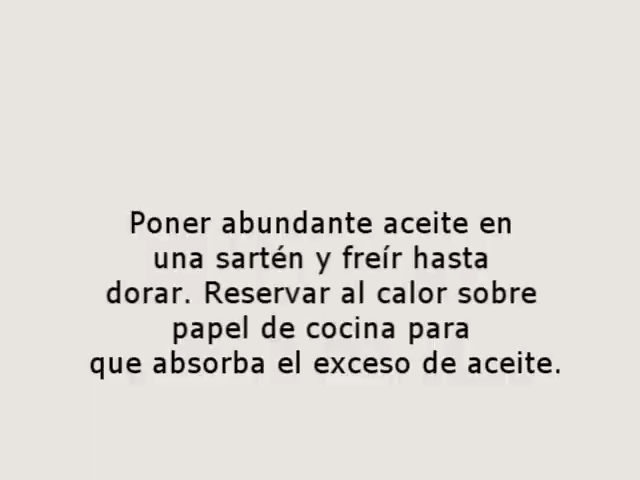 Poner abundante aceite en
una sartén y freír hasta
dorar. Reservar al calor sobre
papel de cocina para
que absorba el exceso de aceite.